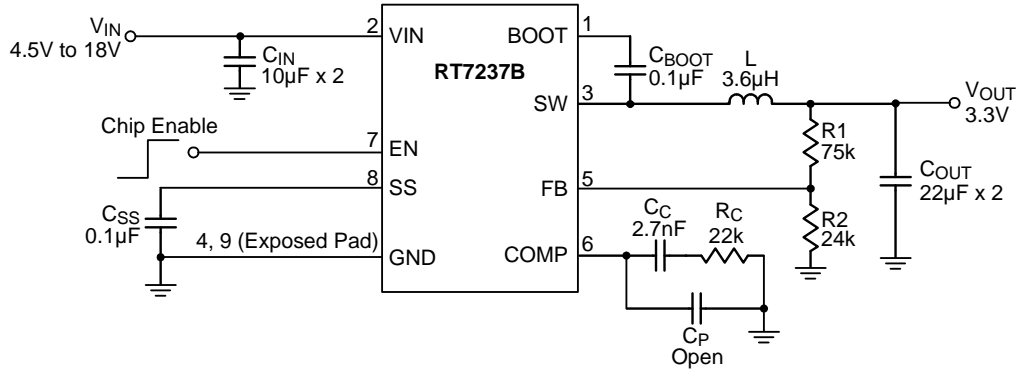 VIN
4.5V to 18V
CIN
10µF x 2
2
VIN
BOOT
1
RT7237B
CBOOT
0.1µF
L
3.6µH
SW
3
VOUT
3.3V
Chip Enable
7
EN
R1
75k
COUT
22µF x 2
8
SS
FB
5
CSS
0.1µF
R2
24k
4, 9 (Exposed Pad)
GND
COMP
6
CC
2.7nF
RC
22k
CP
Open